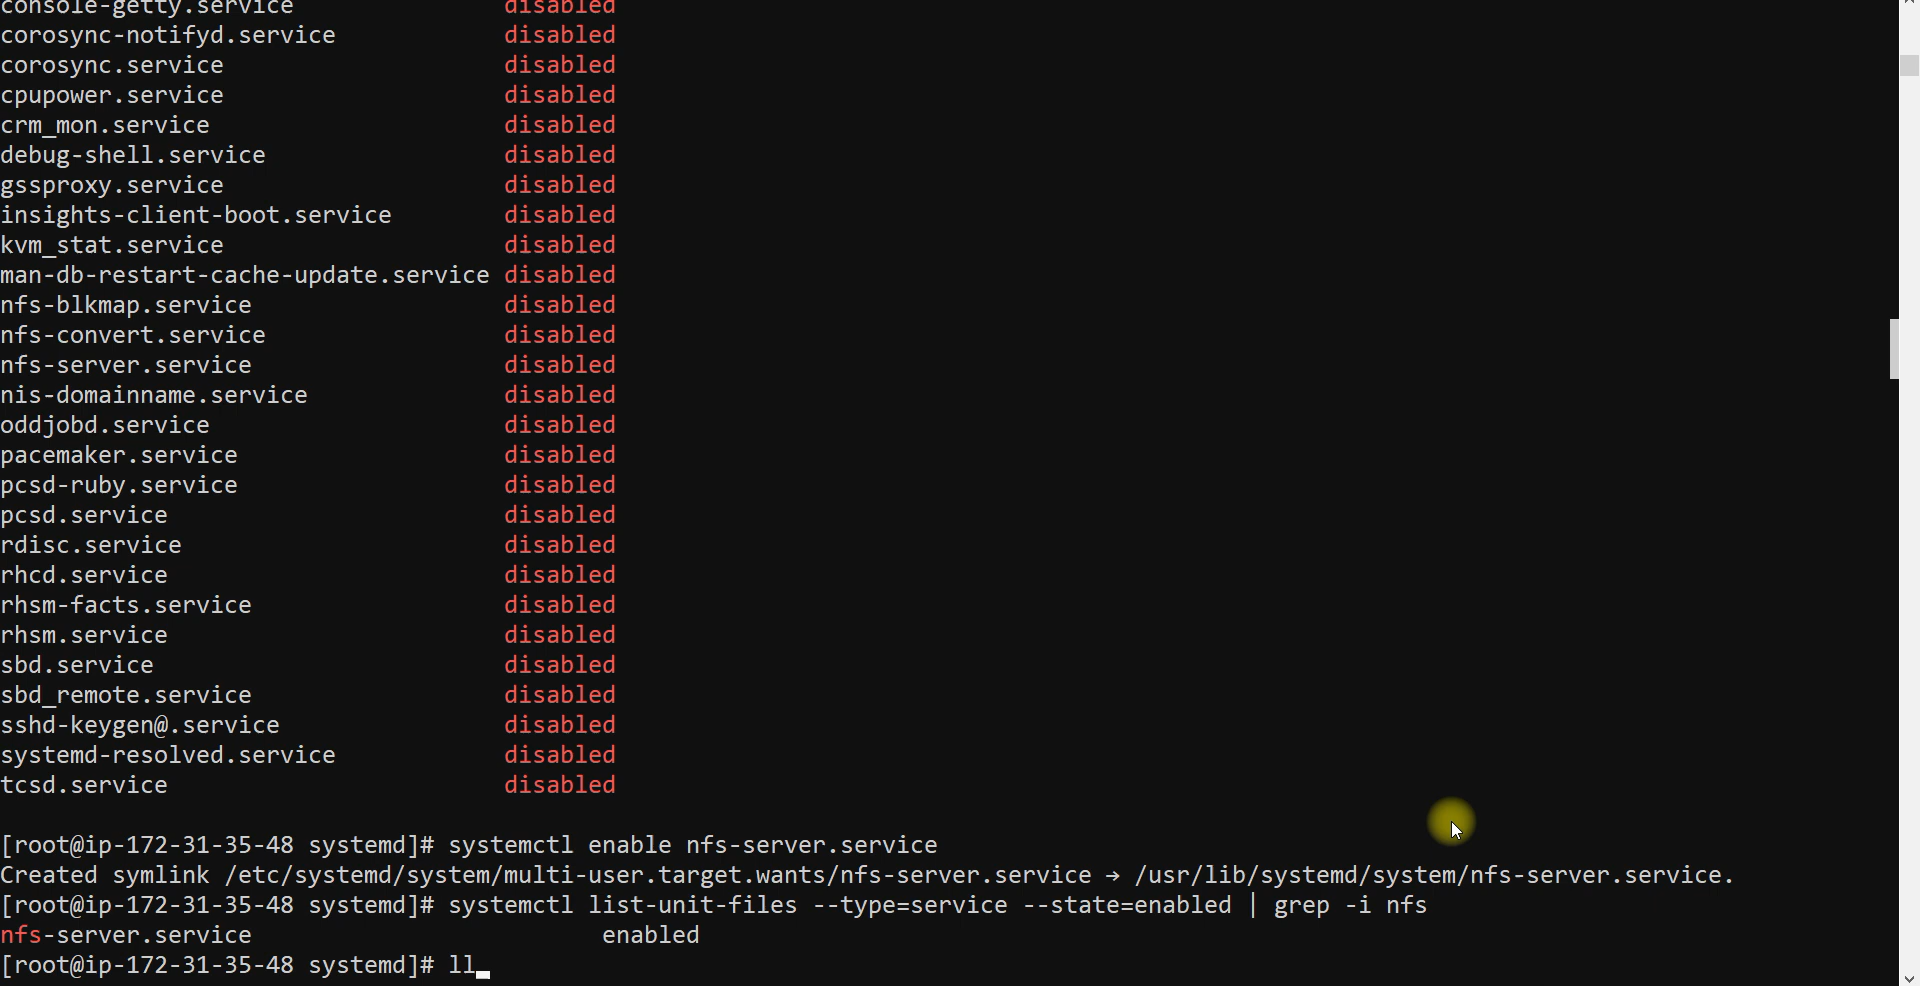 console-getty.service disabled
corosync-notifyd.service disabled
corosync.service disabled
cpupower.service disabled
crm_mon.service disabled
debug-shell.service disabled
gssproxy.service disabled
insights-client-boot.service disabled
kvm_stat.service disabled
man-db-restart-cache-update.service disabled
nfs-blkmap.service disabled
nfs-convert.service disabled
nfs-server.service disabled
nis-domainname.service disabled
oddjobd.service disabled
pacemaker.service disabled
pcsd-ruby.service disabled
pcsd.service disabled
rdisc.service disabled
rhcd.service disabled
rhsm-facts.service disabled
rhsm.service disabled
sbd.service disabled
sbd_remote.service disabled
sshd-keygen@.service disabled
systemd-resolved.service disabled
tcsd.service disabled
[root@ip-172-31-35-48 systemd]# systemctl enable nfs-server.service
Created symlink /etc/systemd/system/multi-user.target.wants/nfs-server.service → /usr/lib/systemd/system/nfs-server.service.
[root@ip-172-31-35-48 systemd]# systemctl list-unit-files --type=service --state=enabled | grep -i nfs
nfs-server.service enabled
[root@ip-172-31-35-48 systemd]# ll